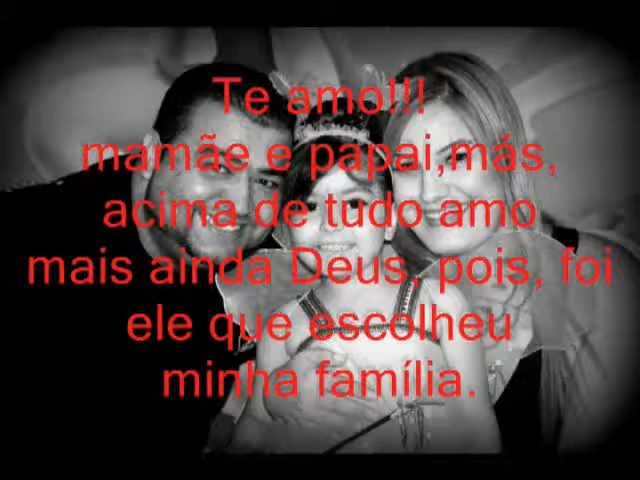 Te amo!!!
mamãe e papai,más,
acima de tudo amo
mais ainda Deus, pois, foi
ele que escolheu
minha família.